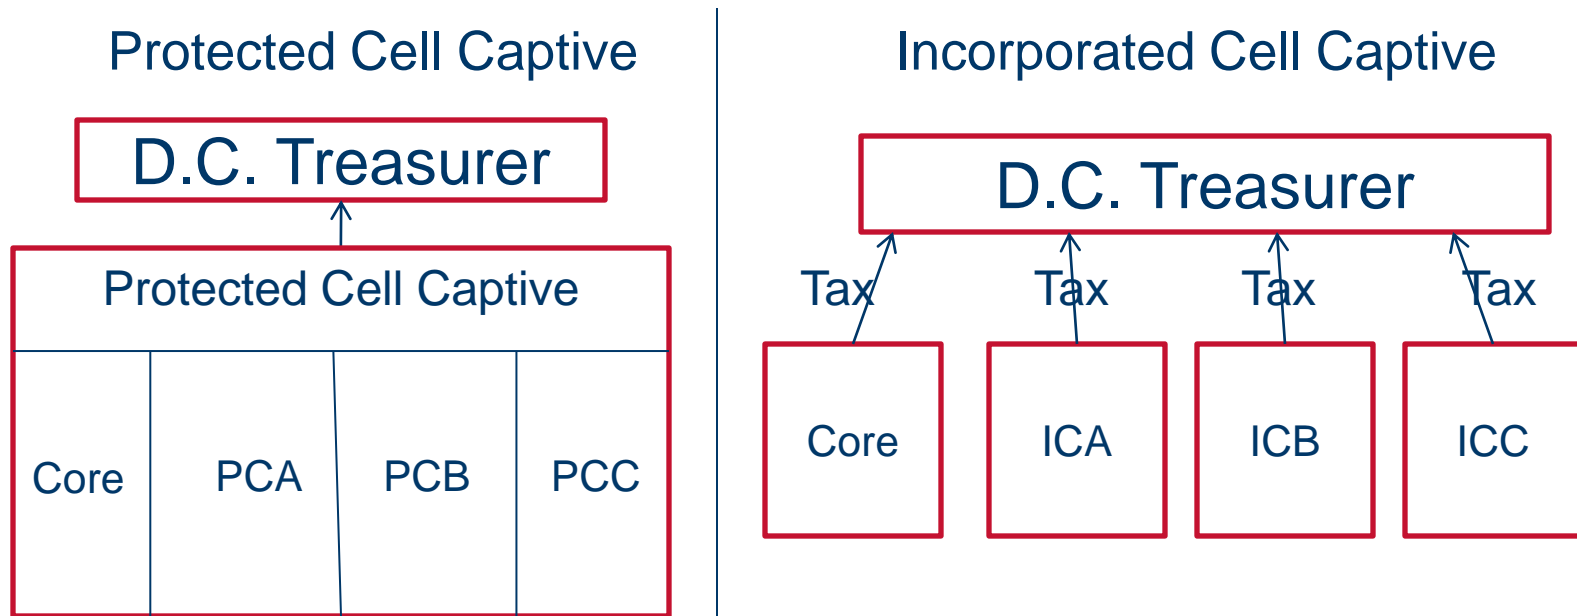 Protected Cell Captive
D.C. Treasurer
Protected Cell Captive
Core PCA PCB PCC
Incorporated Cell Captive
D.C. Treasurer
Tax Tax Tax Tax
Core ICA ICB ICC